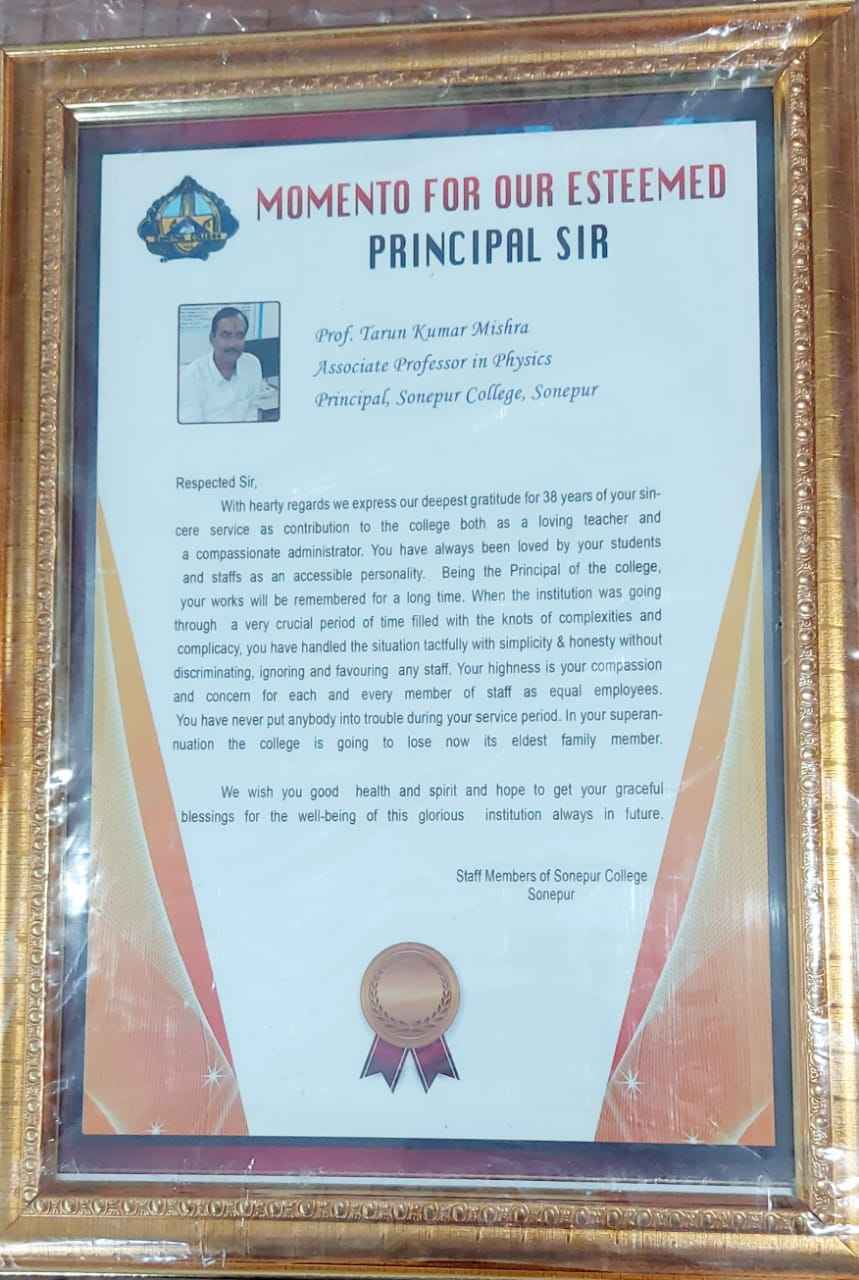 MOMENTO FOR OUR ESTEEMED
PRINCIPAL SIR
Prof. Tarun Kumar Mishra
Associate Professor in Physics
Principal, Sonepur College, Sonepur
Respected Sir,
With hearty regards we express our deepest gratitude for 38 years of your sin-
cere service as contribution to the college both as a loving teacher and
a compassionate administrator. You have always been loved by your students
and staffs as an accessible personality. Being the Principal of the college,
your works will be remembered for a long time. When the institution was going
through a very crucial period of time filled with the knots of complexities and
complicacy, you have handled the situation tactfully with simplicity & honesty without
discriminating, ignoring and favouring any staff. Your highness is your compassion
and concern for each and every member of staff as equal employees.
You have never put anybody into trouble during your service period. In your superan-
nuation the college is going to lose now its eldest family member.
We wish you good health and spirit and hope to get your graceful
blessings for the well-being of this glorious institution always in future.
Staff Members of Sonepur College
Sonepur